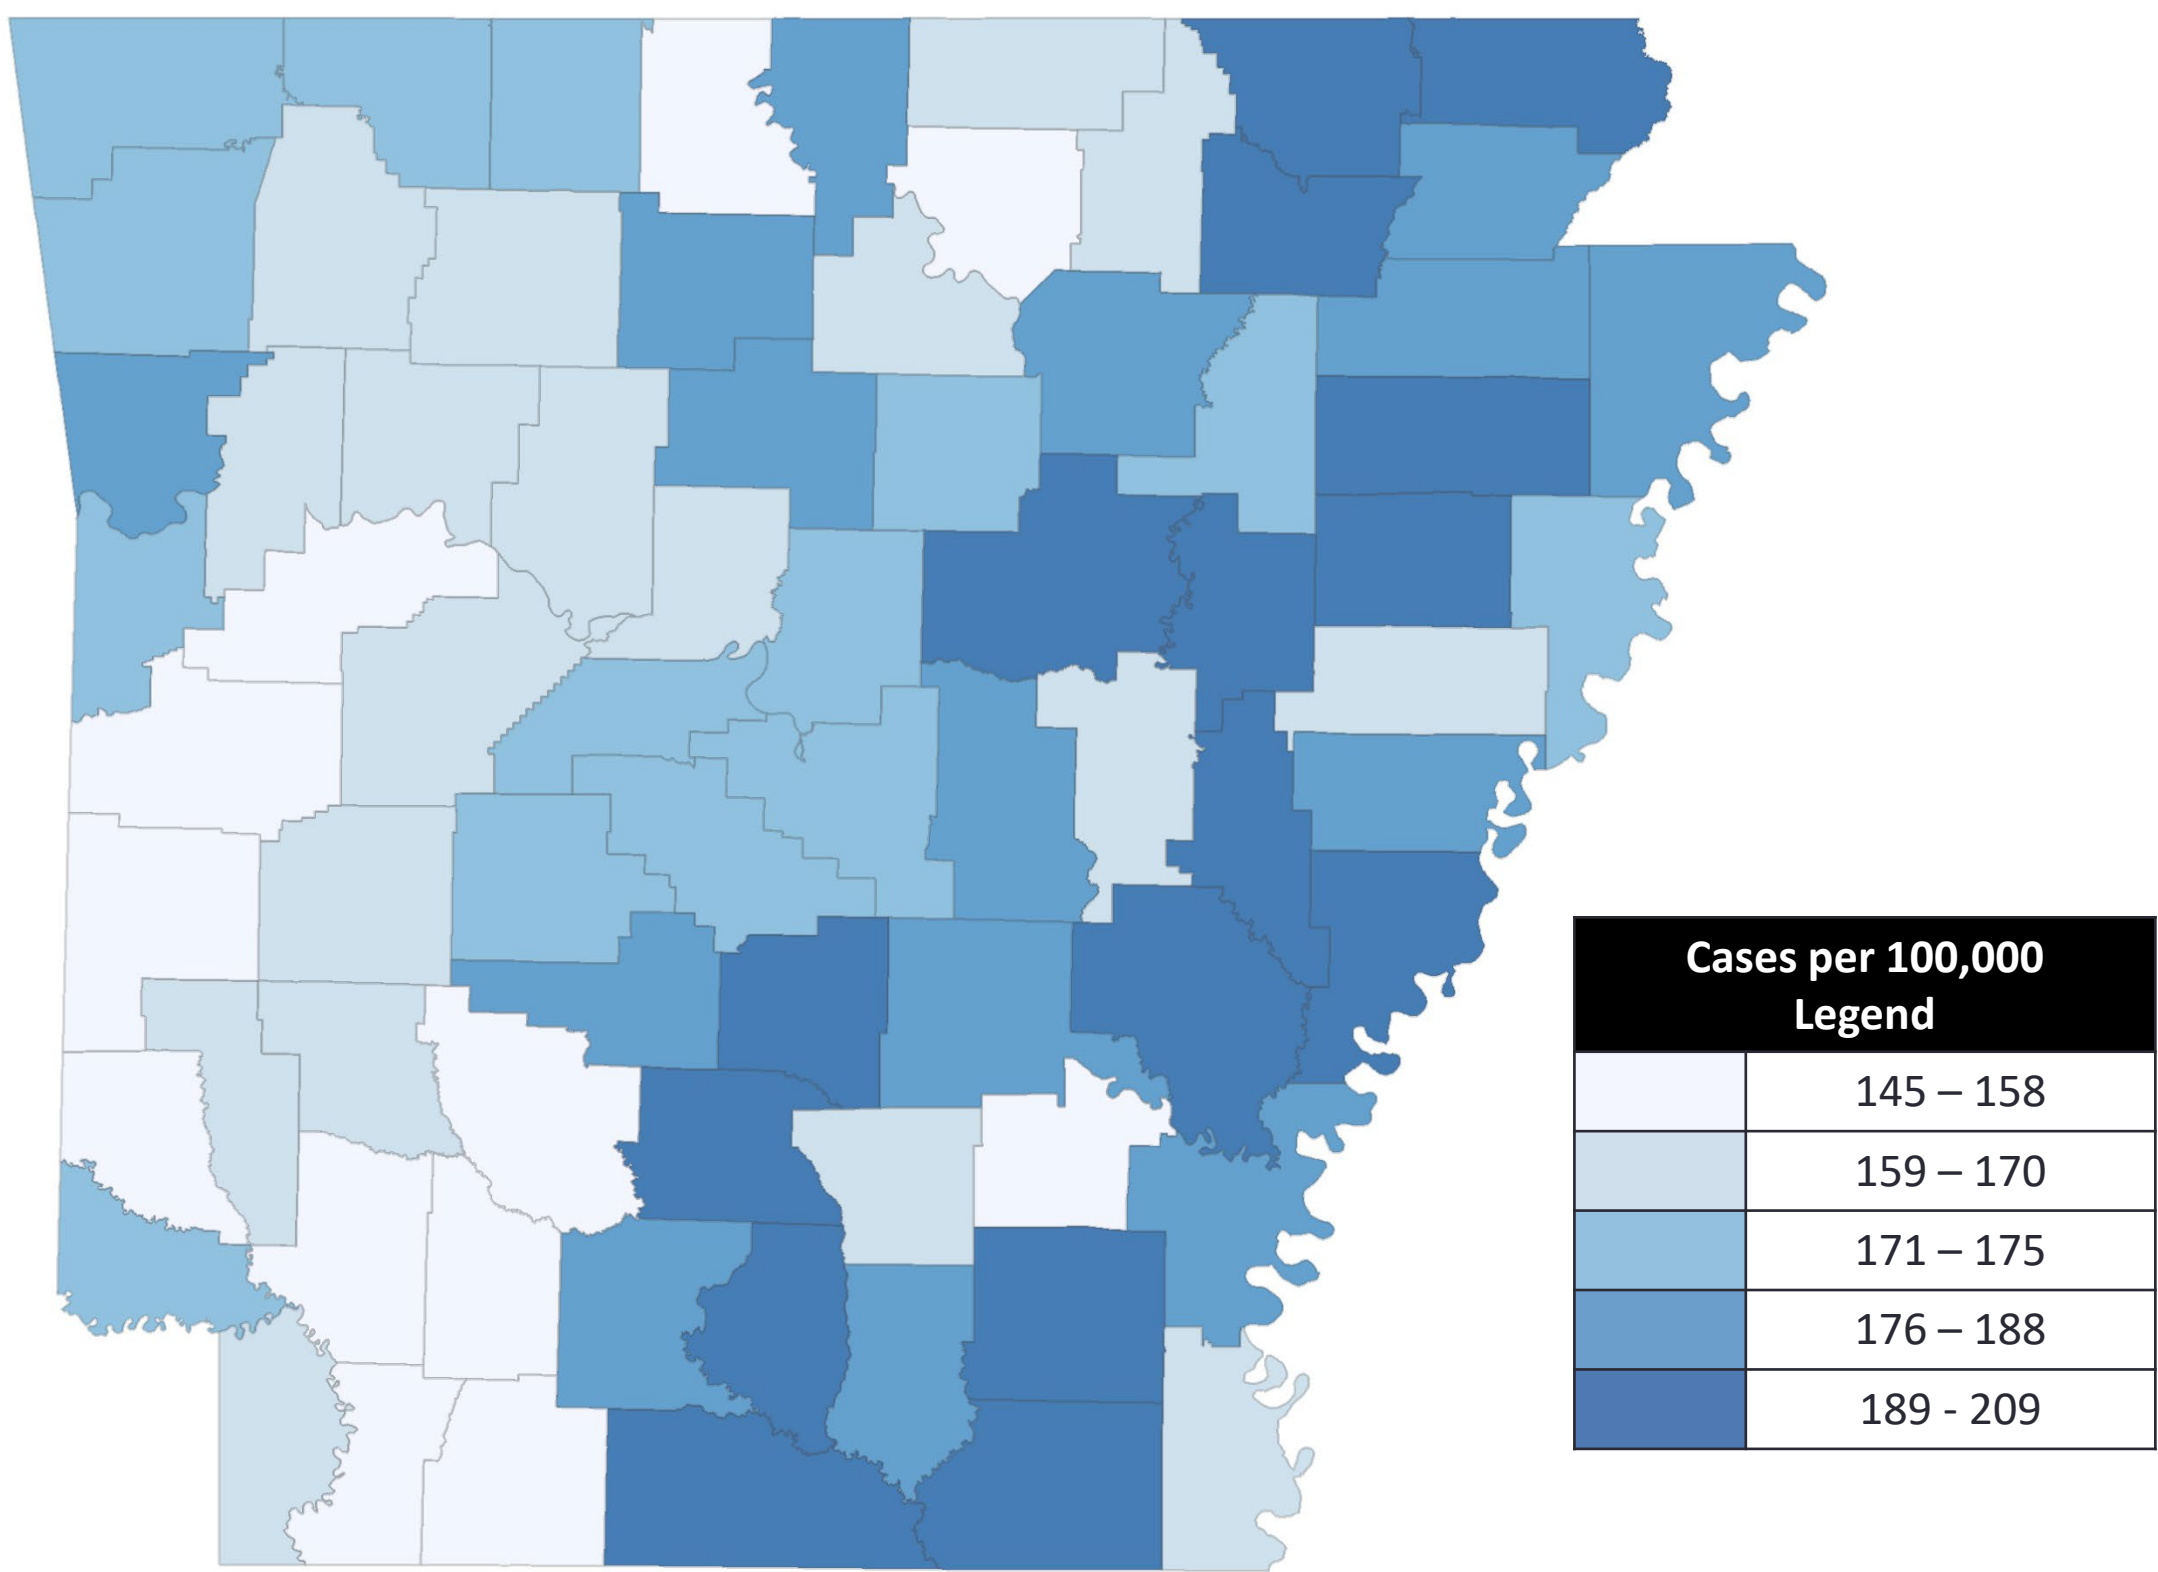 Cases per 100,000
Legend
145 – 158
159 – 170
171 – 175
176 – 188
189 - 209